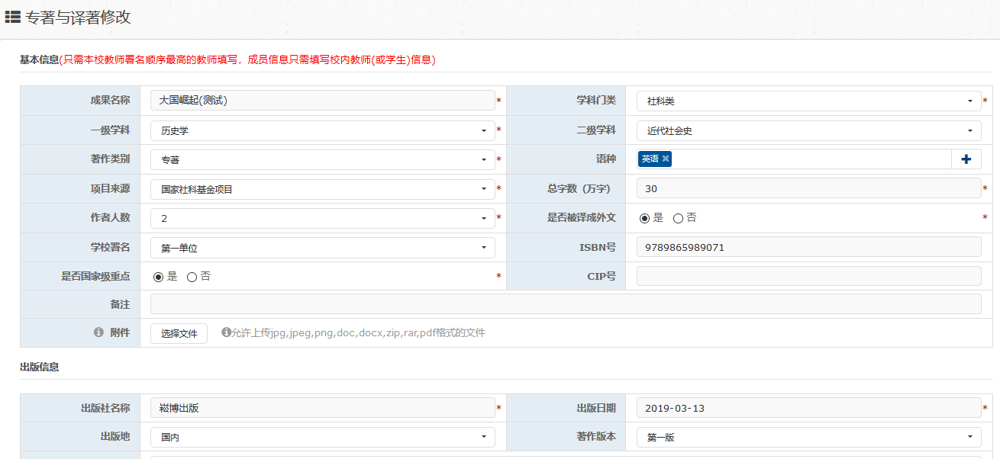 专著与译著修改
基本信息(只需本校教师署名顺序最高的教师填写，成员信息只需填写校内教师(或学生)信息)
成果名称 大国崛起(测试) * 学科门类 社科类 *
一级学科 历史学 * 二级学科 近代社会史
著作类别 专著 * 语种 英语
项目来源 国家社科基金项目 * 总字数（万字） 30 *
作者人数 2 * 是否被译成外文 是 否 *
学校署名 第一单位 ISBN号 9789865989071
是否国家级重点 是 否 * CIP号
备注
附件 选择文件 允许上传jpg,jpeg,png,doc,docx,zip,rar,pdf格式的文件
出版信息
出版社名称 崧博出版 * 出版日期 2019-03-13 *
出版地 国内 著作版本 第一版